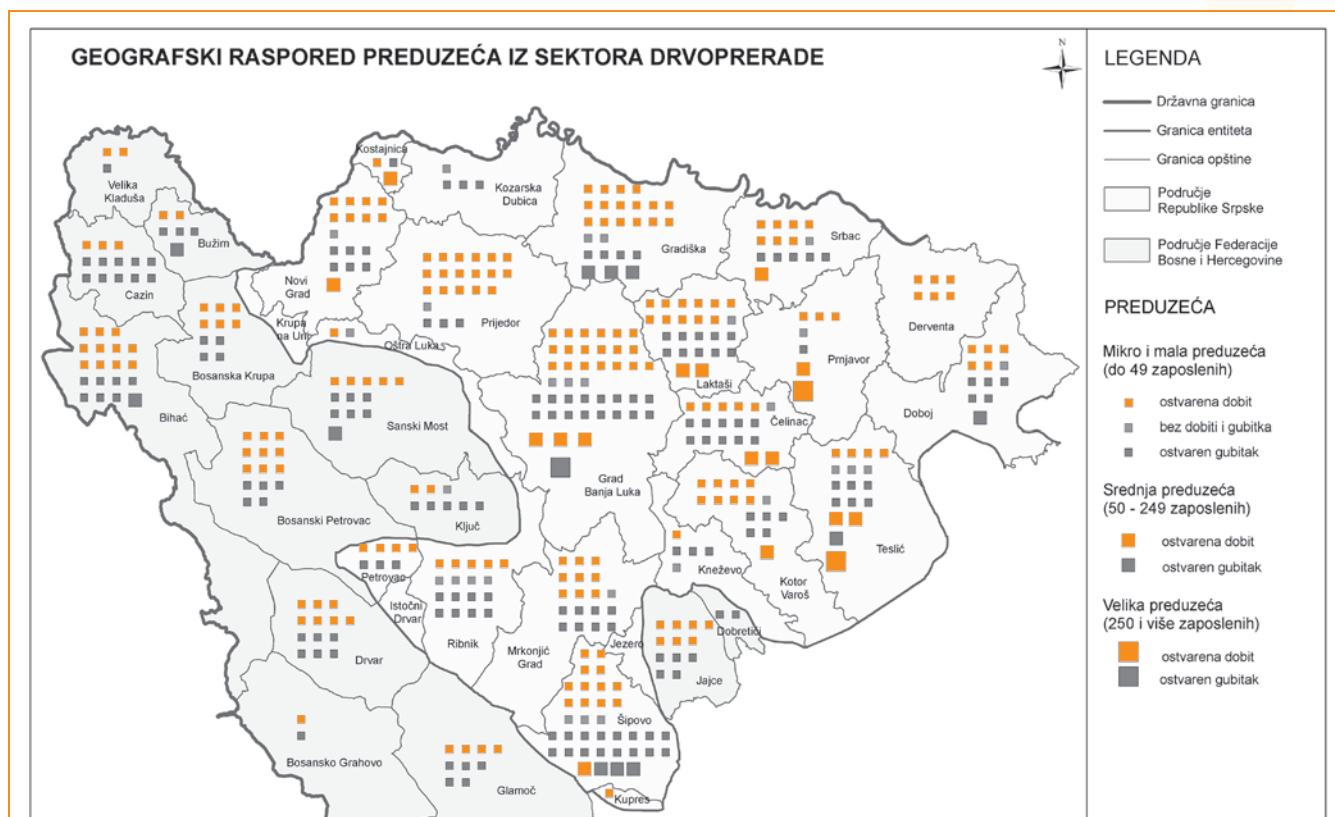 GEOGRAFSKI RASPORED PREDUZEĆA IZ SEKTORA DRVOPRERADE
N
Kostajnica
Velika
Kladuša
Kozarska
Dubica
Bužim
Gradiška
Srbac
Cazin
Novi
Grad
Prijedor
Derventa
Krupa
na Uni
Oštra Luka
Prnjavor
Bosanska Krupa
Laktaši
Bihać
Sanski Most
Čelinac
Doboj
Grad
Banja Luka
Bosanski Petrovac
Ključ
Teslić
Petrovac
Kneževo
Kotor
Varoš
Istočni
Drvar
Ribnik
Mrkonjić
Grad
Jezero
Dobretići
Drvar
Jajce
Šipovo
Bosansko Grahovo
Glamoč
Kupres
LEGENDA
Državna granica
Granica entiteta
Granica opštine
Područje
Republike Srpske
Područje Federacije
Bosne i Hercegovine
PREDUZEĆA
Mikro i mala preduzeća
(do 49 zaposlenih)
ostvarena dobit
bez dobiti i gubitka
ostvaren gubitak
Srednja preduzeća
(50 - 249 zaposlenih)
ostvarena dobit
ostvaren gubitak
Velika preduzeća
(250 i više zaposlenih)
ostvarena dobit
ostvaren gubitak